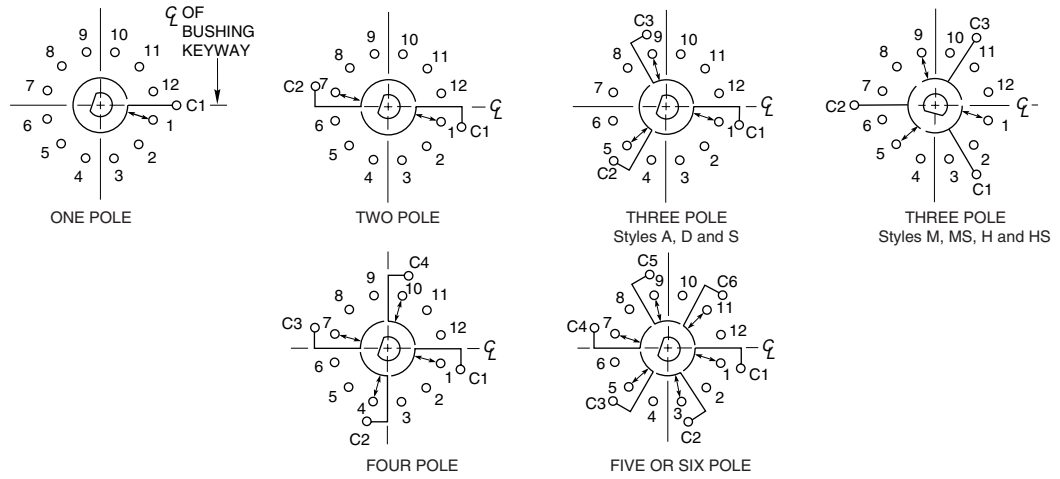 ℄ OF
BUSHING
KEYWAY
9 10
8 11
7 12
C1
6 1
5 2
4 3
ONE POLE
9 10
8 11
C2 7 12
℄
6 1 C1
5 2
4 3
TWO POLE
C3
9 10
8 11
7 12
℄
6 1 C1
5 2
C2
4 3
THREE POLE
Styles A, D and S
C3
9 10
8 11
7 12
C2 ℄
6 1
5 2
4 3
C1
THREE POLE
Styles M, MS, H and HS
C4
9 10
8 11
C3 7 12
℄
6 1 C1
5 2
4 3
C2
FOUR POLE
C5
9 10 C6
8 11
C4 7 12
℄
6 1 C1
5 2
C3 4 3
C2
FIVE OR SIX POLE